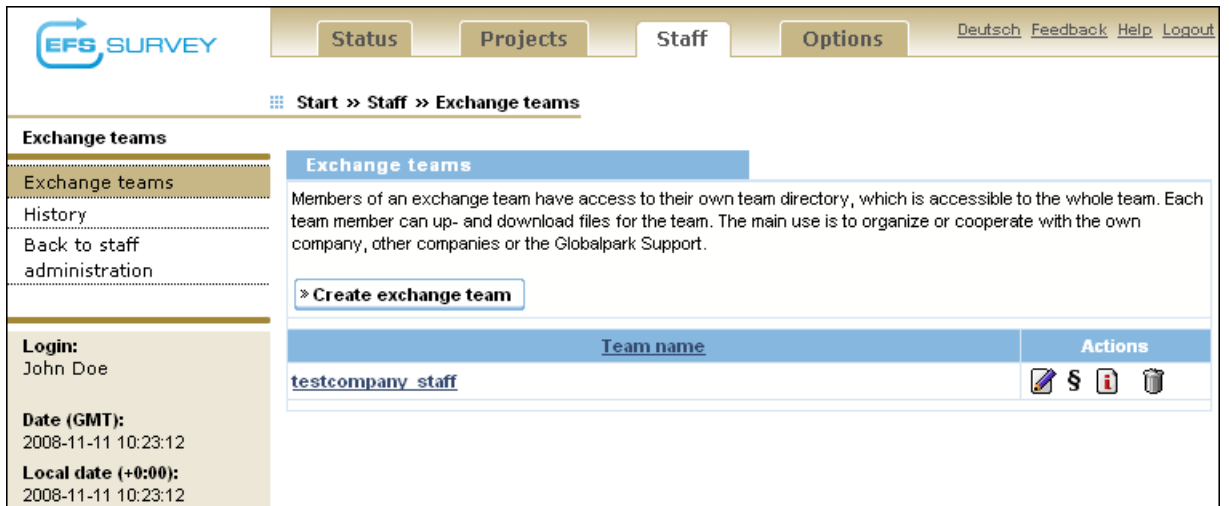 EFS SURVEY
Status Projects Staff Options Deutsch Feedback Help Logout
Start » Staff » Exchange teams
Exchange teams
Exchange teams
History
Back to staff
administration
Login:
John Doe
Date (GMT):
2008-11-11 10:23:12
Local date (+0:00):
2008-11-11 10:23:12
Exchange teams
Members of an exchange team have access to their own team directory, which is accessible to the whole team. Each
team member can up- and download files for the team. The main use is to organize or cooperate with the own
company, other companies or the Globalpark Support.
» Create exchange team
Team name Actions
testcompany_staff §